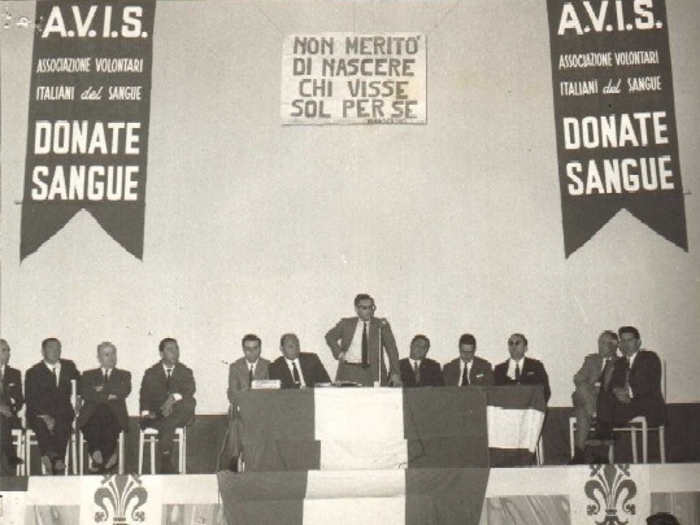 A.V.I.S.
ASSOCIAZIONE VOLONTARI
ITALIANI del SANGUE
DONATE
SANGUE
NON MERITO'
DI NASCERE
CHI VISSE
SOL PER SE
A.V.I.S.
ASSOCIAZIONE VOLONTARI
ITALIANI del SANGUE
DONATE
SANGUE